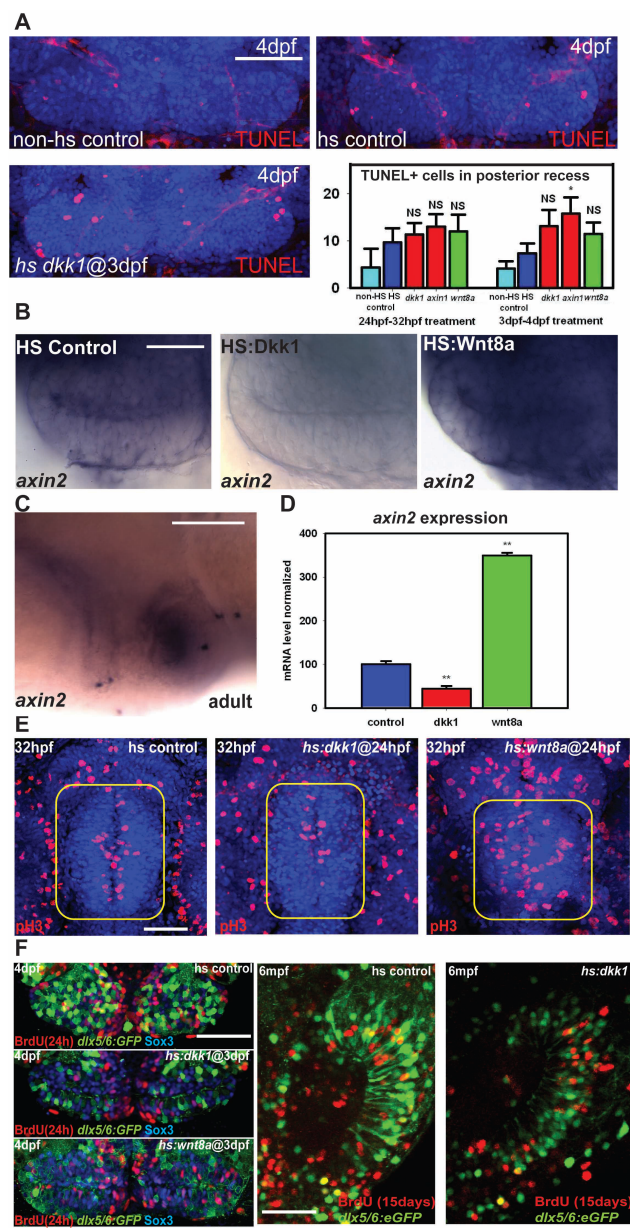 A
4dpf
non-hs control TUNEL
4dpf
hs control TUNEL
4dpf
hs dkk1@3dpf TUNEL
TUNEL+ cells in posterior recess
20
10
0
NS NS NS
NS * NS
non-HS HS control dkk1 axin1 wnt8a
non-HS HS control dkk1 axin1 wnt8a
24hpf-32hpf treatment 3dpf-4dpf treatment
B
HS Control
axin2
HS:Dkk1
axin2
HS:Wnt8a
axin2
C
axin2 adult
D
axin2 expression
mRNA level normalized
400
300
100
0
**
**
control dkk1 wnt8a
E
32hpf hs control
pH3
32hpf hs:dkk1@24hpf
pH3
32hpf hs:wnt8a@24hpf
pH3
F
4dpf hs control
BrdU(24h) dlx5/6:GFP Sox3
4dpf hs:dkk1@3dpf
BrdU(24h) dlx5/6:GFP Sox3
4dpf hs:wnt8a@3dpf
BrdU(24h) dlx5/6:GFP Sox3
6mpf hs control
BrdU (15days)
dlx5/6:eGFP
6mpf hs:dkk1
BrdU (15days)
dlx5/6:eGFP